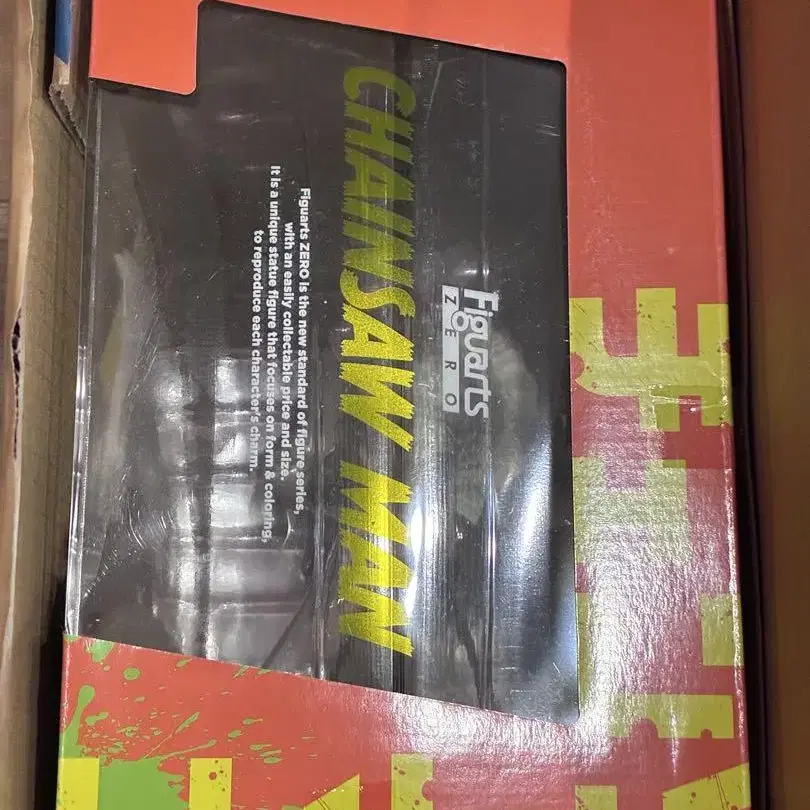 Figuarts
ZERO
CHAINSAW MAN
Figuarts ZERO is the new standard of figure series,
with an easily collectable price and size.
It is a unique statue figure that focuses on form & coloring,
to reproduce each character's charm.